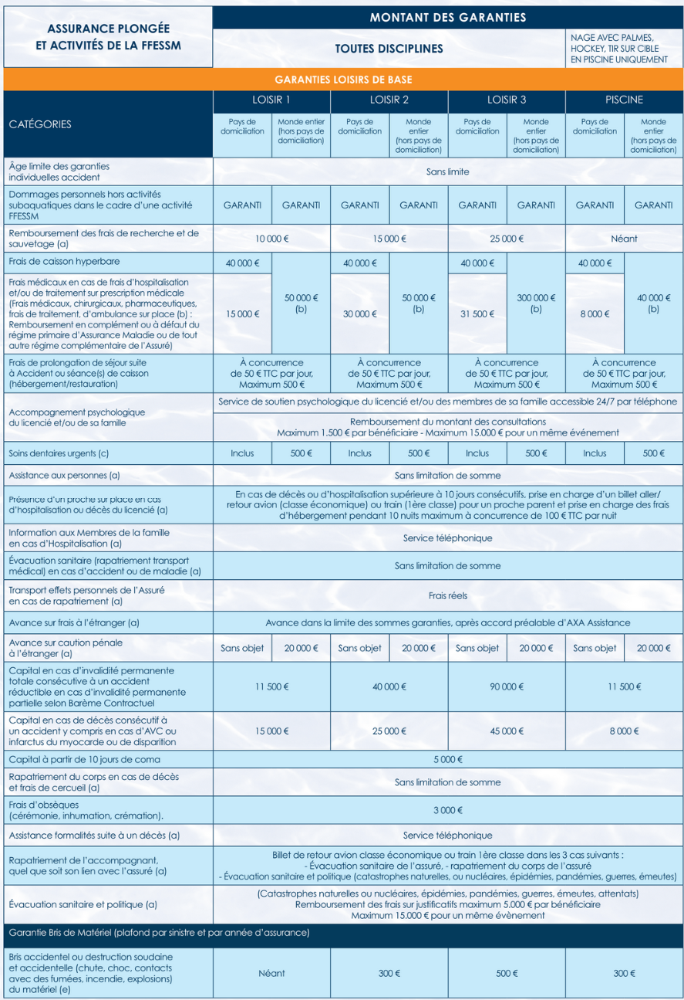 ASSURANCE PLONGÉE
ET ACTIVITÉS DE LA FFESSM
MONTANT DES GARANTIES
TOUTES DISCIPLINES
NAGE AVEC PALMES,
HOCKEY, TIR SUR CIBLE
EN PISCINE UNIQUEMENT
GARANTIES LOISIRS DE BASE
CATÉGORIES
LOISIR 1 LOISIR 2 LOISIR 3 PISCINE
Pays de
domiciliation
Monde entier
(hors pays de
domiciliation)
Pays de
domiciliation
Monde
entier
(hors pays de
domiciliation)
Pays de
domiciliation
Monde
entier
(hors pays de
domiciliation)
Pays de
domiciliation
Monde
entier
(hors pays de
domiciliation)
Âge limite des garanties
individuelles accident
Sans limite
Dommages personnels hors activités
subaquatiques dans le cadre d'une activité
FFESSM
GARANTI GARANTI GARANTI GARANTI GARANTI GARANTI GARANTI GARANTI
Remboursement des frais de recherche et de
sauvetage (a)
10 000 € 15 000 € 25 000 € Néant
Frais de caisson hyperbare
40 000 € 40 000 € 40 000 € 40 000 €
Frais médicaux en cas de frais d'hospitalisation
et/ou de traitement sur prescription médicale
(Frais médicaux, chirurgicaux, pharmaceutiques,
frais de traitement, d'ambulance sur place (b) :
Remboursement en complément ou à défaut du
régime primaire d'Assurance Maladie ou de tout
autre régime complémentaire de l'Assuré)
15 000 €
50 000 €
(b)
30 000 €
50 000 €
(b)
31 500 €
300 000 €
(b)
8 000 €
40 000 €
(b)
Frais de prolongation de séjour suite
à Accident ou séance(s) de caisson
(hébergement/restauration)
À concurrence
de 50 € TTC par jour,
Maximum 500 €
À concurrence
de 50 € TTC par jour,
Maximum 500 €
À concurrence
de 50 € TTC par jour,
Maximum 500 €
À concurrence
de 50 € TTC par jour,
Maximum 500 €
Accompagnement psychologique
du licencié et/ou de sa famille
Service de soutien psychologique du licencié et/ou des membres de sa famille accessible 24/7 par téléphone
Remboursement du montant des consultations
Maximum 1.500 € par bénéficiaire - Maximum 15.000 € pour un même événement
Soins dentaires urgents (c)
Inclus 500 € Inclus 500 € Inclus 500 € Inclus 500 €
Assistance aux personnes (a)
Sans limitation de somme
Présence d'un proche sur place en cas
d'hospitalisation ou décès du licencié (a)
En cas de décès ou d'hospitalisation supérieure à 10 jours consécutifs, prise en charge d'un billet aller/
retour avion (classe économique) ou train (1ère classe) pour un proche parent et prise en charge des frais
d'hébergement pendant 10 nuits maximum à concurrence de 100 € TTC par nuit
Information aux Membres de la famille
en cas d'Hospitalisation (a)
Service téléphonique
Évacuation sanitaire (rapatriement transport
médical) en cas d'accident ou de maladie (a)
Sans limitation de somme
Transport effets personnels de l'Assuré
en cas de rapatriement (a)
Frais réels
Avance sur frais à l'étranger (a)
Avance dans la limite des sommes garanties, après accord préalable d'AXA Assistance
Avance sur caution pénale
à l'étranger (a)
Sans objet 20 000 € Sans objet 20 000 € Sans objet 20 000 € Sans objet 20 000 €
Capital en cas d'invalidité permanente
totale consécutive à un accident
réductible en cas d'invalidité permanente
partielle selon Barème Contractuel
11 500 € 40 000 € 90 000 € 11 500 €
Capital en cas de décès consécutif à
un accident y compris en cas d'AVC ou
infarctus du myocarde ou de disparition
15 000 € 25 000 € 45 000 € 8 000 €
Capital à partir de 10 jours de coma
5 000 €
Rapatriement du corps en cas de décès
et frais de cercueil (a)
Sans limitation de somme
Frais d'obsèques
(cérémonie, inhumation, crémation).
3 000 €
Assistance formalités suite à un décès (a)
Service téléphonique
Rapatriement de l'accompagnant,
quel que soit son lien avec l'assuré (a)
Billet de retour avion classe économique ou train 1ère classe dans les 3 cas suivants :
- Évacuation sanitaire de l'assuré, - rapatriement du corps de l'assuré
- Évacuation sanitaire et politique (catastrophes naturelles, ou nucléaires, épidémies, pandémies, guerres, émeutes)
Évacuation sanitaire et politique (a)
(Catastrophes naturelles ou nucléaires, épidémies, pandémies, guerres, émeutes, attentats)
Remboursement des frais sur justificatifs maximum 5.000 € par bénéficiaire
Maximum 15.000 € pour un même évènement
Garantie Bris de Matériel (plafond par sinistre et par année d'assurance)
Bris accidentel ou destruction soudaine
et accidentelle (chute, choc, contacts
avec des fumées, incendie, explosions)
du matériel (e)
Néant 300 € 500 € 300 €